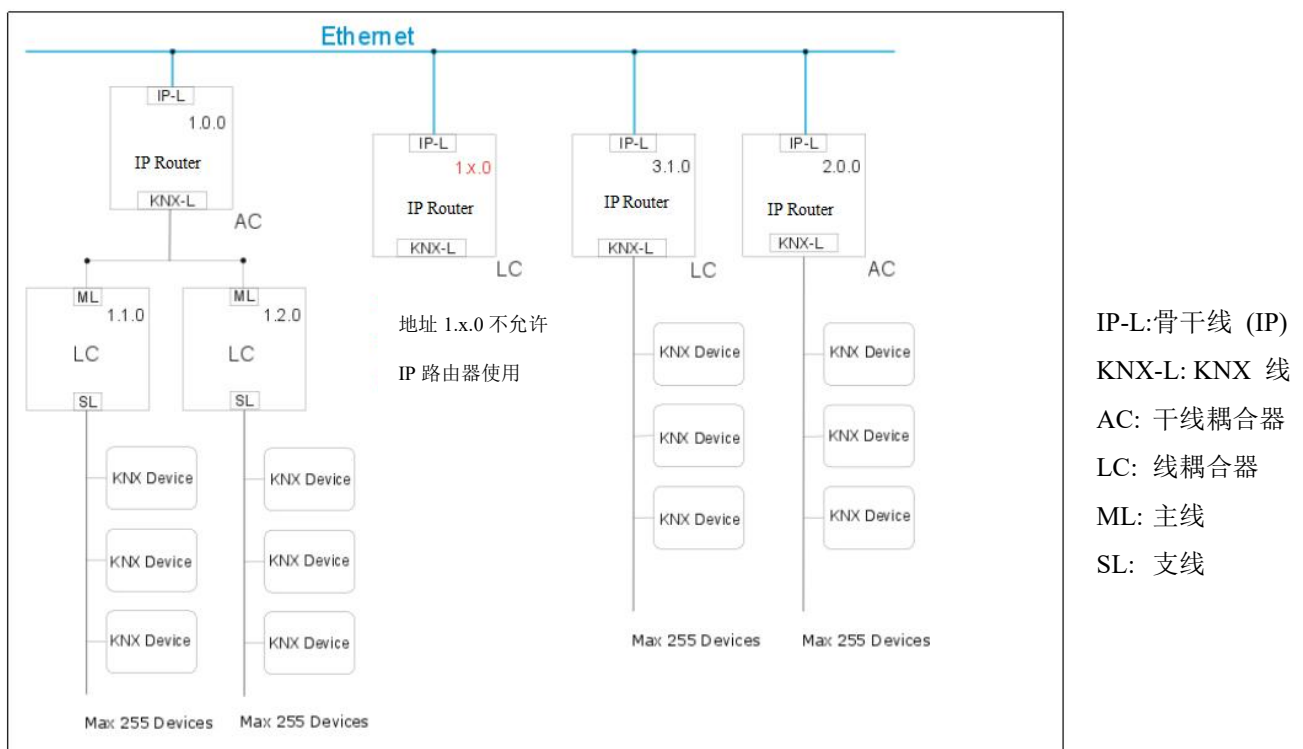 Ethernet
IP-L
1.0.0
IP Router
KNX-L
AC
ML
1.1.0
LC
SL
ML
1.2.0
LC
SL
KNX Device
KNX Device
KNX Device
Max 255 Devices
KNX Device
KNX Device
KNX Device
Max 255 Devices
IP-L
1.x.0
IP Router
KNX-L
LC
地址 1.x.0 不允许
IP 路由器使用
IP-L
3.1.0
IP Router
KNX-L
LC
KNX Device
KNX Device
KNX Device
Max 255 Devices
IP-L
2.0.0
IP Router
KNX-L
AC
KNX Device
KNX Device
KNX Device
Max 255 Devices
IP-L:骨干线 (IP)
KNX-L: KNX 线
AC: 干线耦合器
LC: 线耦合器
ML: 主线
SL: 支线